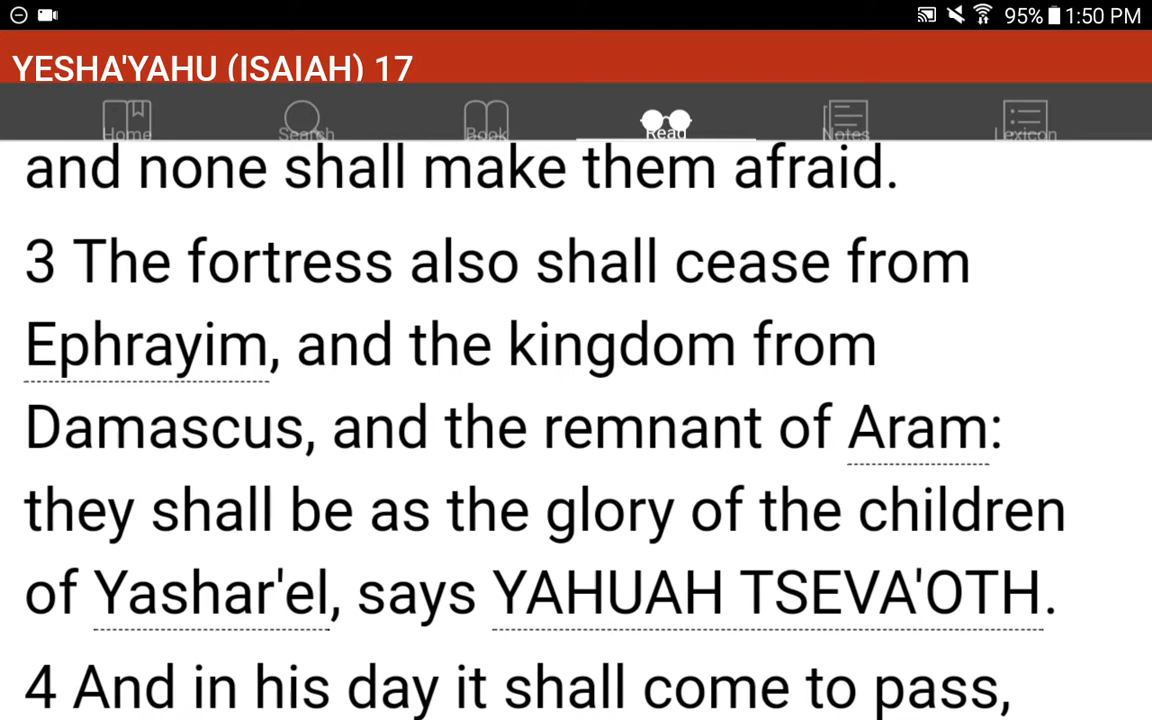 95% 1:50 PM
YESHA'YAHU (ISAIAH) 17
Home Search Book Read Notes Lexicon
and none shall make them afraid.
3 The fortress also shall cease from
Ephrayim, and the kingdom from
Damascus, and the remnant of Aram:
they shall be as the glory of the children
of Yashar'el, says YAHUAH TSEVA'OTH.
4 And in his day it shall come to pass,